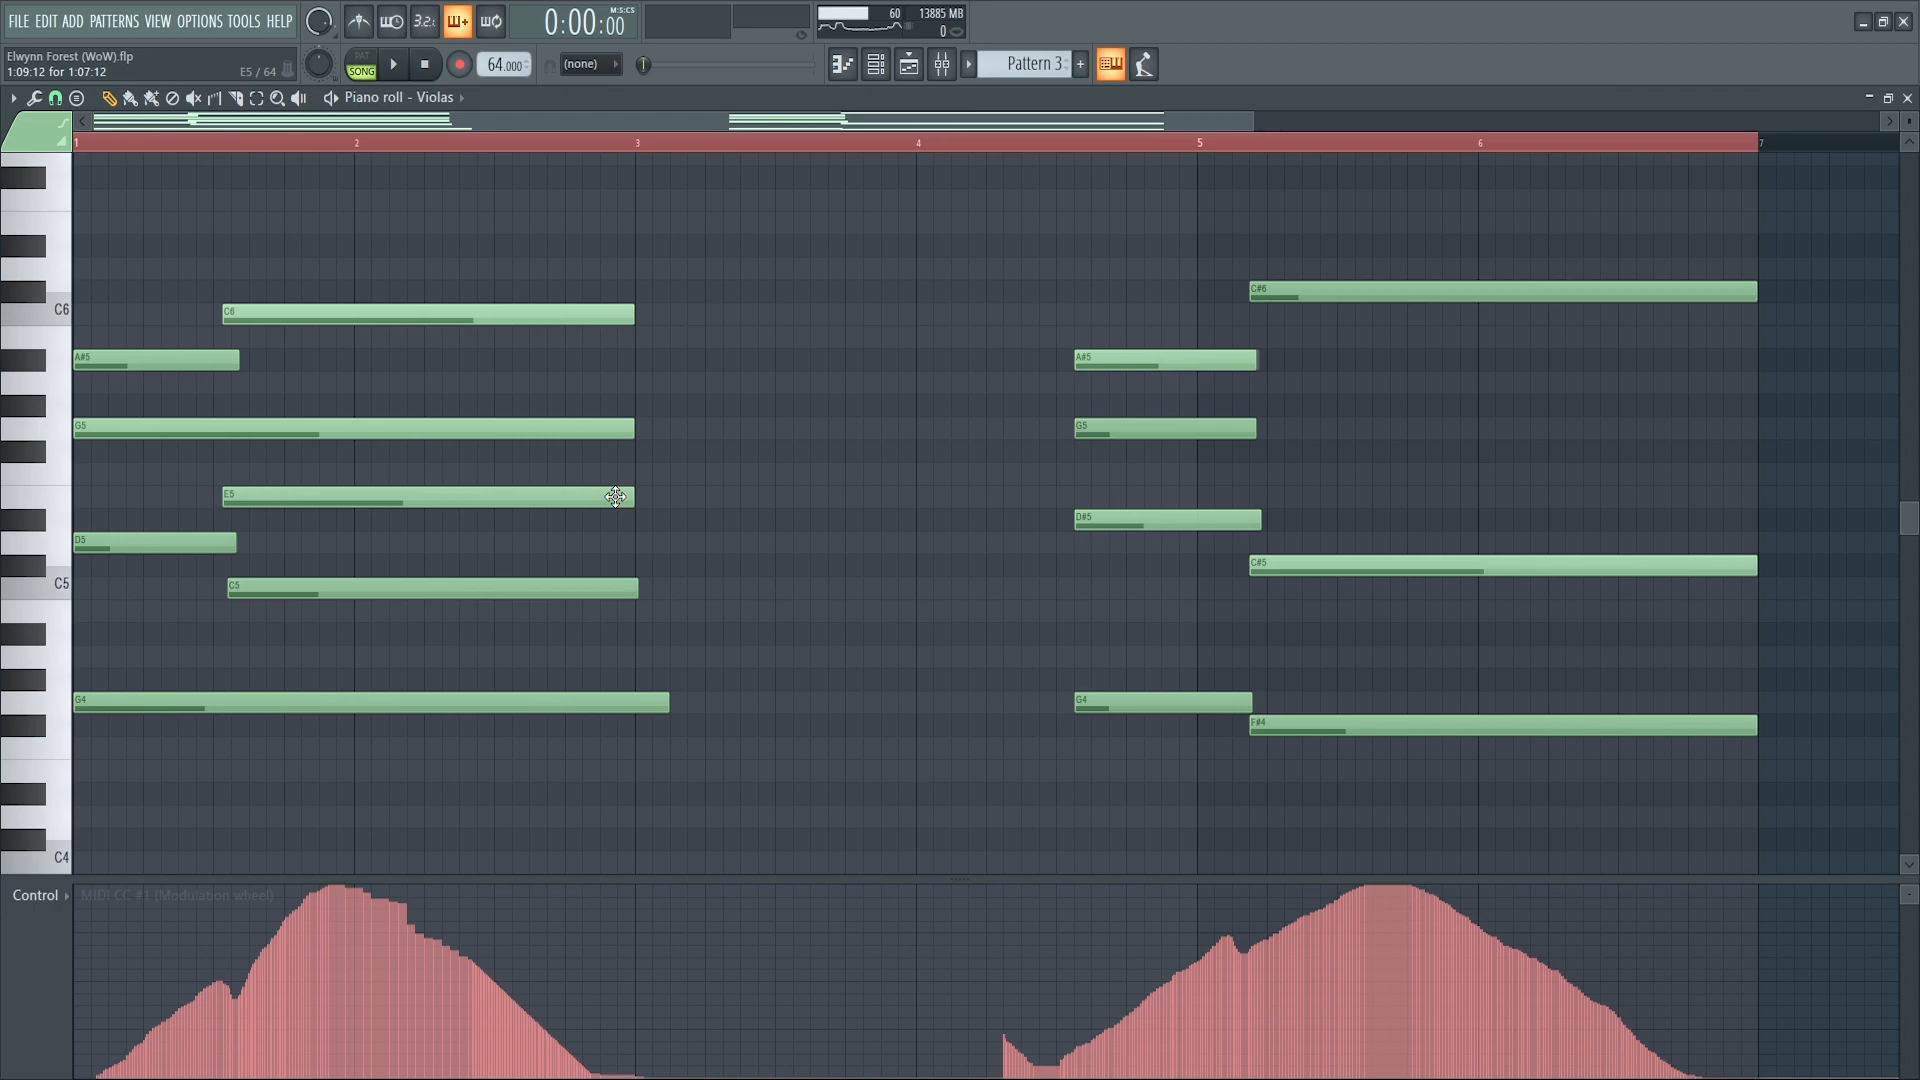 FILE EDIT ADD PATTERNS VIEW OPTIONS TOOLS HELP
3.2.
0:00:00
M:S:CS
60
13885 MB
0
Elwynn Forest (WoW).flp
1:09:12 for 1:07:12
E5 / 64
PAT
SONG
64.000
(none)
Pattern 3
+
Piano roll - Violas
1
2
3
4
5
6
7
C#6
C6
C6
A#5
A#5
G5
G5
E5
D#5
D5
C#5
C5
C5
G4
G4
F#4
C4
Control
MIDI CC #1 (Modulation wheel)